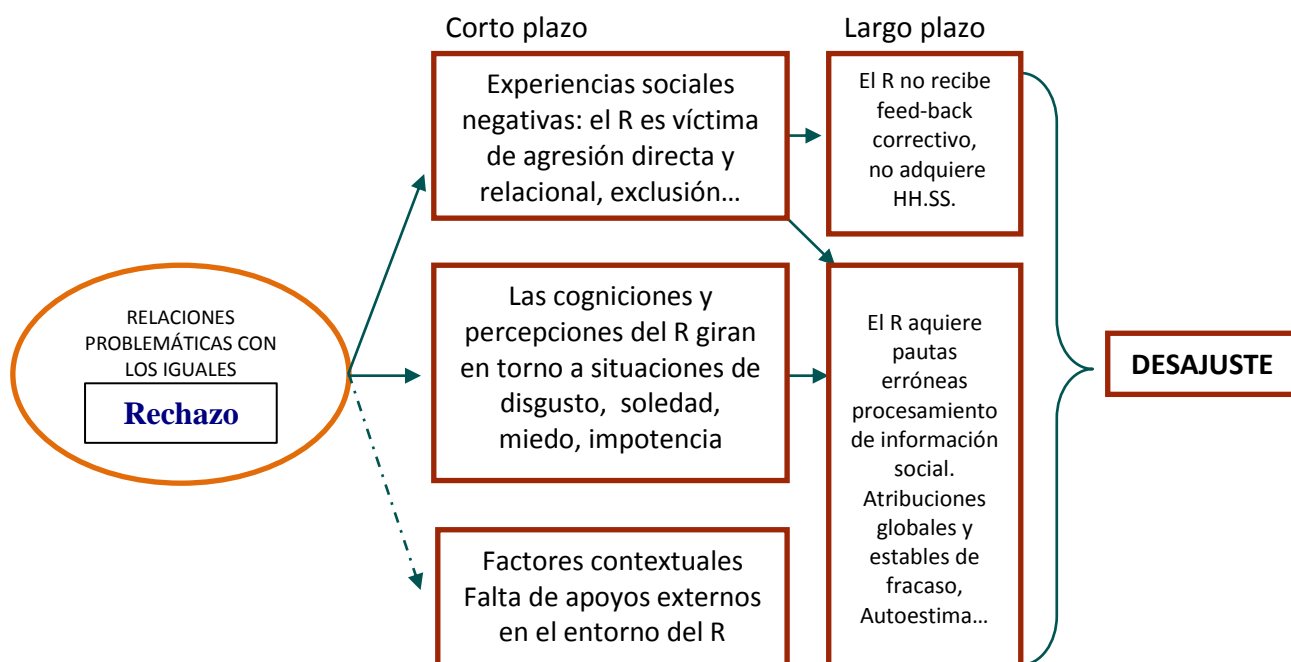 Corto plazo
Largo plazo
Experiencias sociales
negativas: el R es víctima
de agresión directa y
relacional, exclusión…
El R no recibe
feed-back
correctivo,
no adquiere
HH.SS.
RELACIONES
PROBLEMÁTICAS CON
LOS IGUALES
Rechazo
Las cogniciones y
percepciones del R giran
en torno a situaciones de
disgusto, soledad,
miedo, impotencia
El R aquiere
pautas
erróneas
procesamiento
de información
social.
Atribuciones
globales y
estables de
fracaso,
Autoestima…
DESAJUSTE
Factores contextuales
Falta de apoyos externos
en el entorno del R